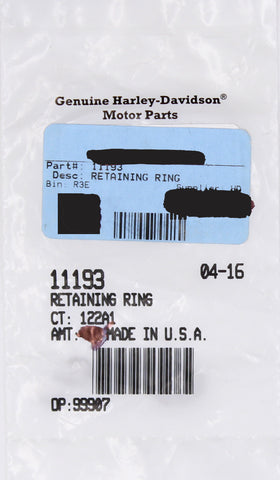 Genuine Harley-Davidson®
Motor Parts
Part#: 11193
Desc: RETAINING RING
Bin: R3E
Supplier HD
11193 04-16
RETAINING RING
CT: 122A1
AMT: MADE IN U.S.A.
OP:99907